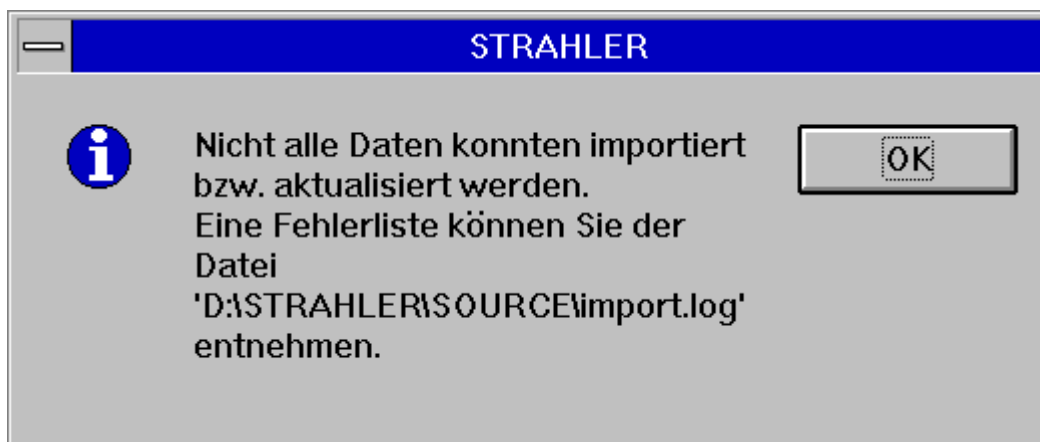 STRAHLER
Nicht alle Daten konnten importiert
bzw. aktualisiert werden.
Eine Fehlerliste können Sie der
Datei
'D:\STRAHLER\SOURCE\import.log'
entnehmen.
OK